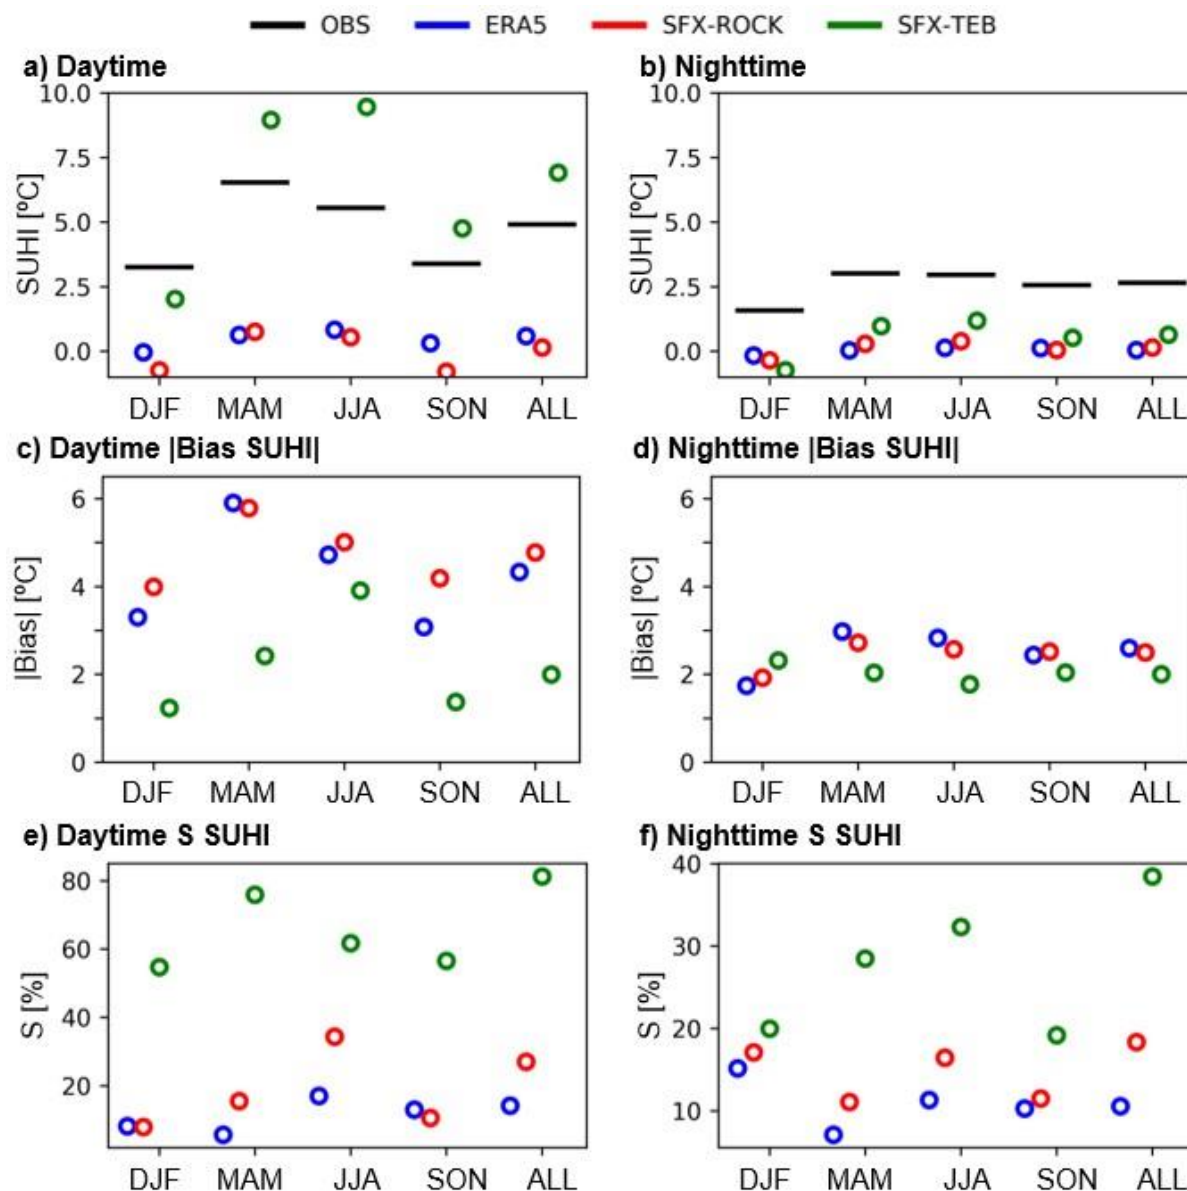 OBS ERA5 SFX-ROCK SFX-TEB
a) Daytime
SUHI [ºC]
10.0
7.5
5.0
2.5
0.0
DJF MAM JJA SON ALL
b) Nighttime
SUHI [ºC]
10.0
7.5
5.0
2.5
0.0
DJF MAM JJA SON ALL
c) Daytime |Bias SUHI|
|Bias| [ºC]
6
4
2
0
DJF MAM JJA SON ALL
d) Nighttime |Bias SUHI|
|Bias| [ºC]
6
4
2
0
DJF MAM JJA SON ALL
e) Daytime S SUHI
S [%]
80
60
40
20
DJF MAM JJA SON ALL
f) Nighttime S SUHI
S [%]
40
30
20
10
DJF MAM JJA SON ALL